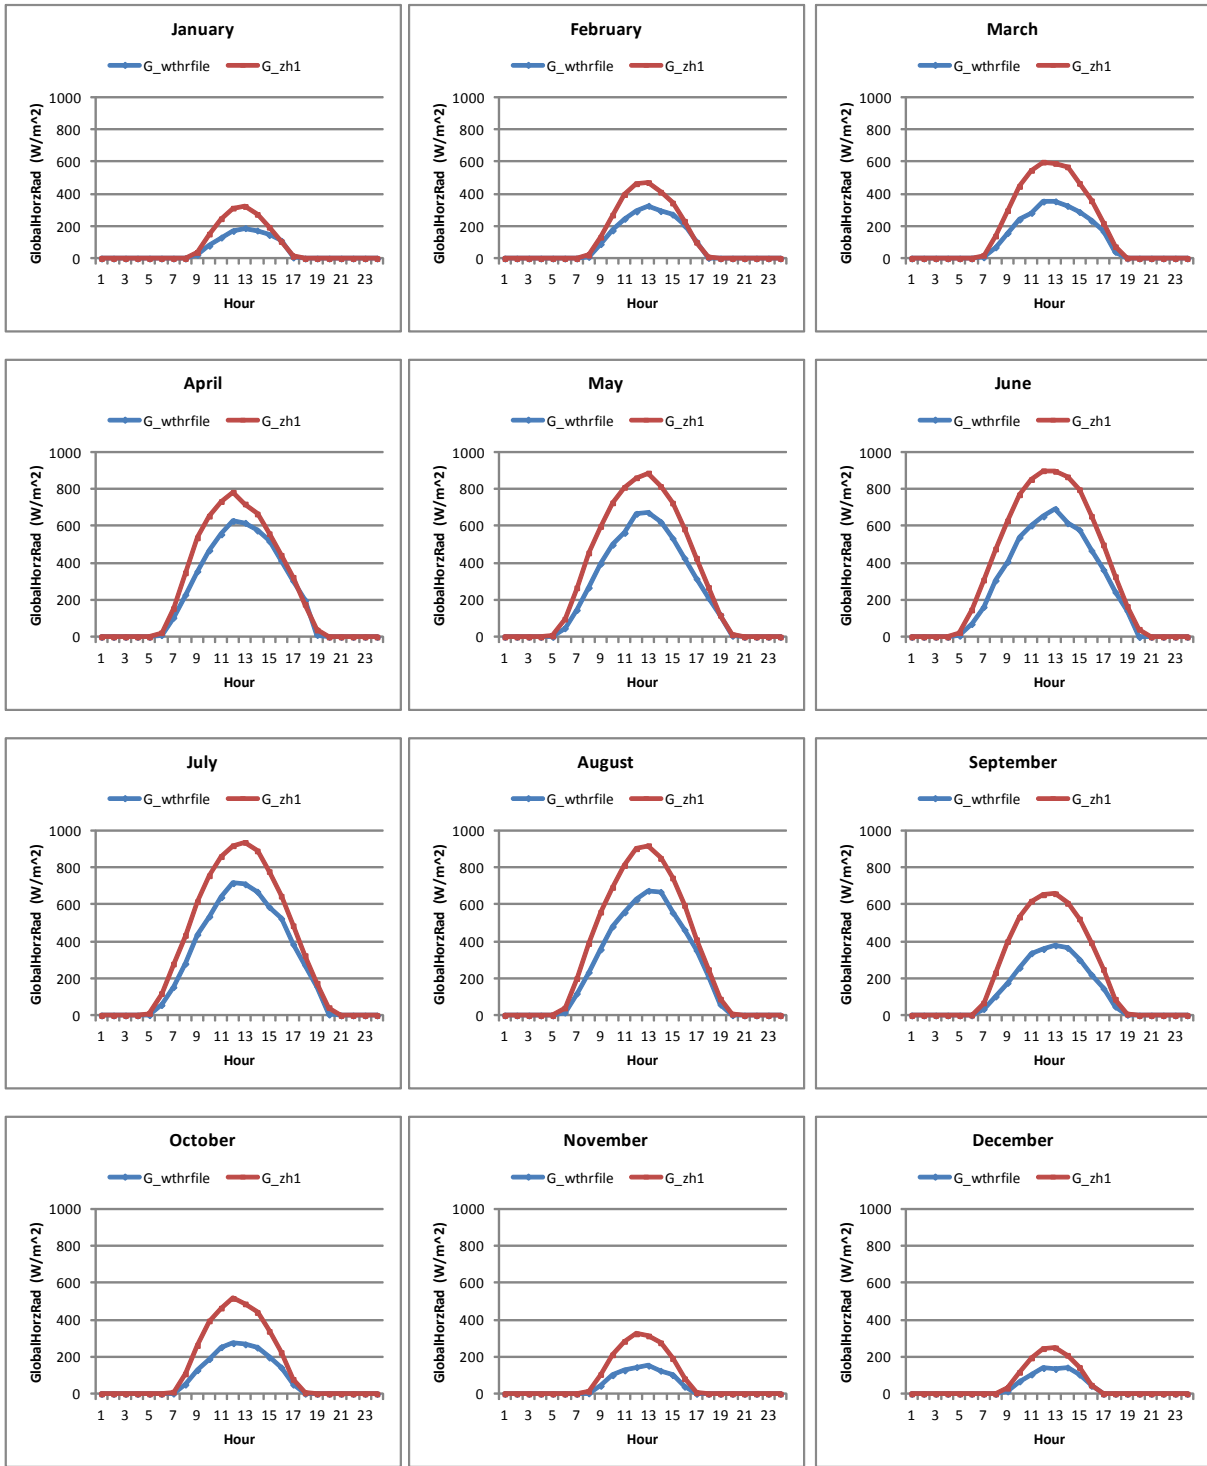 January
G_wthrfile G_zh1
GlobalHorzRad (W/m^2)
1000
800
600
400
200
0
1 3 5 7 9 11 13 15 17 19 21 23
Hour
February
G_wthrfile G_zh1
GlobalHorzRad (W/m^2)
1000
800
600
400
200
0
1 3 5 7 9 11 13 15 17 19 21 23
Hour
March
G_wthrfile G_zh1
GlobalHorzRad (W/m^2)
1000
800
600
400
200
0
1 3 5 7 9 11 13 15 17 19 21 23
Hour
April
G_wthrfile G_zh1
GlobalHorzRad (W/m^2)
1000
800
600
400
200
0
1 3 5 7 9 11 13 15 17 19 21 23
Hour
May
G_wthrfile G_zh1
GlobalHorzRad (W/m^2)
1000
800
600
400
200
0
1 3 5 7 9 11 13 15 17 19 21 23
Hour
June
G_wthrfile G_zh1
GlobalHorzRad (W/m^2)
1000
800
600
400
200
0
1 3 5 7 9 11 13 15 17 19 21 23
Hour
July
G_wthrfile G_zh1
GlobalHorzRad (W/m^2)
1000
800
600
400
200
0
1 3 5 7 9 11 13 15 17 19 21 23
Hour
August
G_wthrfile G_zh1
GlobalHorzRad (W/m^2)
1000
800
600
400
200
0
1 3 5 7 9 11 13 15 17 19 21 23
Hour
September
G_wthrfile G_zh1
GlobalHorzRad (W/m^2)
1000
800
600
400
200
0
1 3 5 7 9 11 13 15 17 19 21 23
Hour
October
G_wthrfile G_zh1
GlobalHorzRad (W/m^2)
1000
800
600
400
200
0
1 3 5 7 9 11 13 15 17 19 21 23
Hour
November
G_wthrfile G_zh1
GlobalHorzRad (W/m^2)
1000
800
600
400
200
0
1 3 5 7 9 11 13 15 17 19 21 23
Hour
December
G_wthrfile G_zh1
GlobalHorzRad (W/m^2)
1000
800
600
400
200
0
1 3 5 7 9 11 13 15 17 19 21 23
Hour